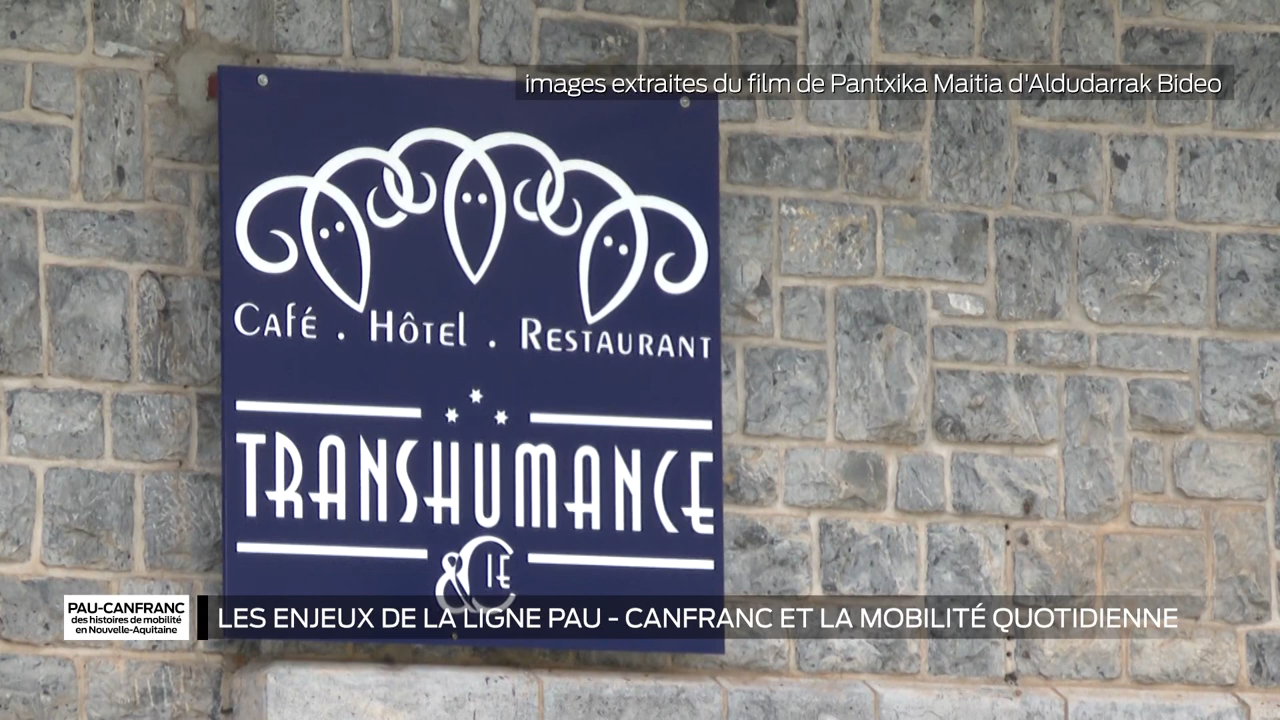 images extraites du film de Pantxika Maitia d'Aldudarrak Bideo
Café . Hôtel . Restaurant
TRANSHUMANCE
& CIE
PAU-CANFRANC
des histoires de mobilité
en Nouvelle-Aquitaine
LES ENJEUX DE LA LIGNE PAU - CANFRANC ET LA MOBILITÉ QUOTIDIENNE